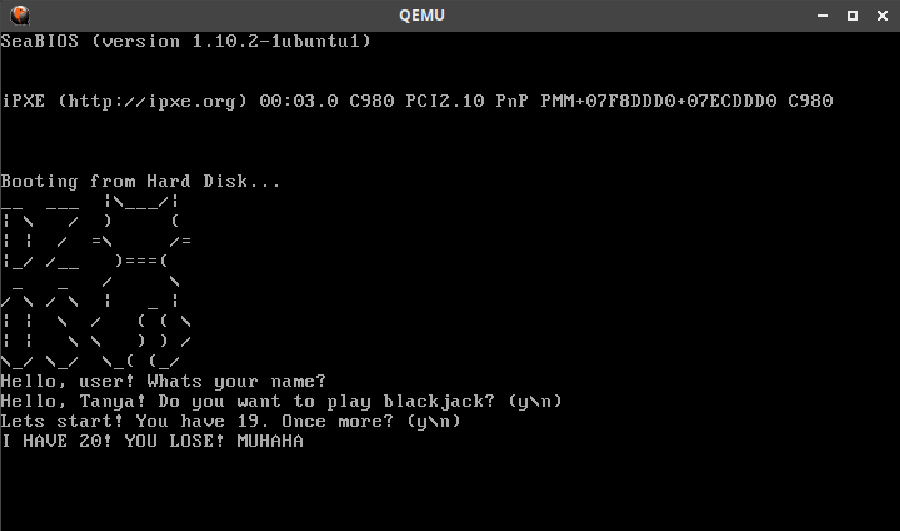 QEMU
SeaBIOS (version 1.10.2-1ubuntu1)
iPXE (http://ipxe.org) 00:03.0 C980 PCI2.10 PnP PMM+07F8DDD0+07ECDDD0 C980
Booting from Hard Disk...
__  ___  ¦\___/¦
¦ \   /  )     (
¦ ¦  /  =\     /=
¦_/ /__   )===(
 _   _   /     \
/ \ / \  ¦   _ ¦
¦ ¦  \  /   ( ( \
¦ ¦   \ \   ) ) /
\_/ \_/  \_( (_/
Hello, user! Whats your name?
Hello, Tanya! Do you want to play blackjack? (y\n)
Lets start! You have 19. Once more? (y\n)
I HAVE 20! YOU LOSE! MUHAHA